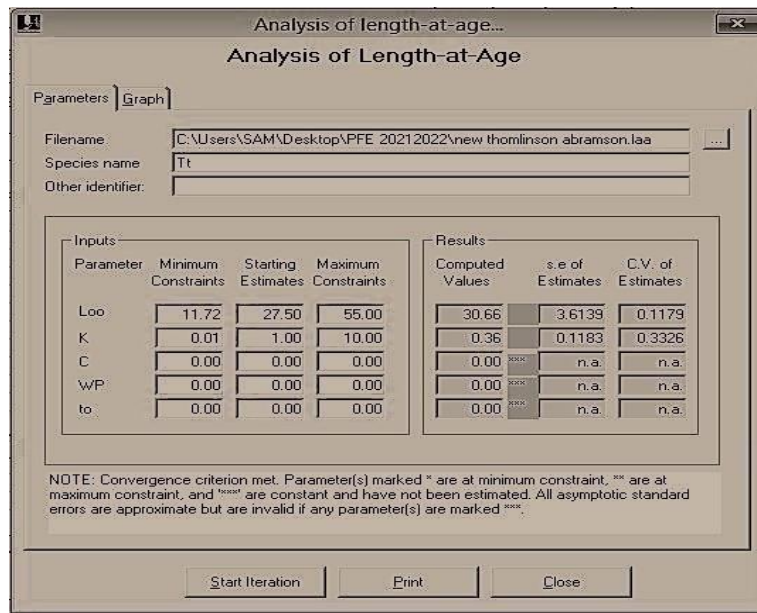 Analysis of length-at-age...
Analysis of Length-at-Age
Parameters Graph
Filename: C:\Users\SAM\Desktop\PFE 20212022\new thomlinson abramson.laa ...
Species name Tt
Other identifier:
Inputs Results
Parameter Minimum Starting Maximum Computed s.e of C.V. of
Constraints Estimates Constraints Values Estimates Estimates
Loo 11.72 27.50 55.00 30.66 3.6139 0.1179
K 0.01 1.00 10.00 0.36 0.1183 0.3326
C 0.00 0.00 0.00 0.00 *** n.a. n.a.
WP 0.00 0.00 0.00 0.00 *** n.a. n.a.
to 0.00 0.00 0.00 0.00 *** n.a. n.a.
NOTE: Convergence criterion met. Parameter(s) marked * are at minimum constraint, ** are at
maximum constraint, and '***' are constant and have not been estimated. All asymptotic standard
errors are approximate but are invalid if any parameter(s) are marked ***.
Start Iteration Print Close